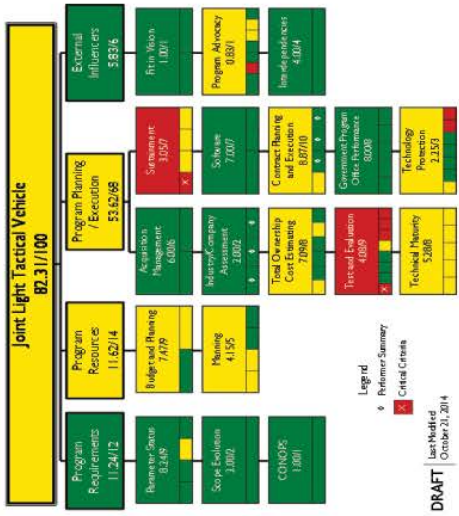 Joint Light Tactical Vehicle
82.31/100
Program
Requirements
11.24/12
Parameter Status
8.24/9
Scope Evolution
2.00/2
CONOPS
1.00/1
Program
Resources
11.62/14
Budget and Planning
7.47/9
Manning
4.15/5
Program Planning
/ Execution
53.62/68
Acquisition
Management
6.00/6
Industry/Company
Assessment
2.00/2
Total Ownership
Cost Estimating
7.09/8
Test and Evaluation
4.08/9
X
Technical Maturity
5.28/8
Sustainment
3.05/7
X
Software
7.00/7
Contract Planning
and Execution
8.87/10
Government Program
Office Performance
8.00/8
Technology
Protection
2.25/3
External
Influencers
5.83/6
Fit in Vision
1.00/1
Program Advocacy
0.83/1
Interdependencies
4.00/4
Legend
Performer Summary
X Critical Criteria
DRAFT
Last Modified
October 21, 2014